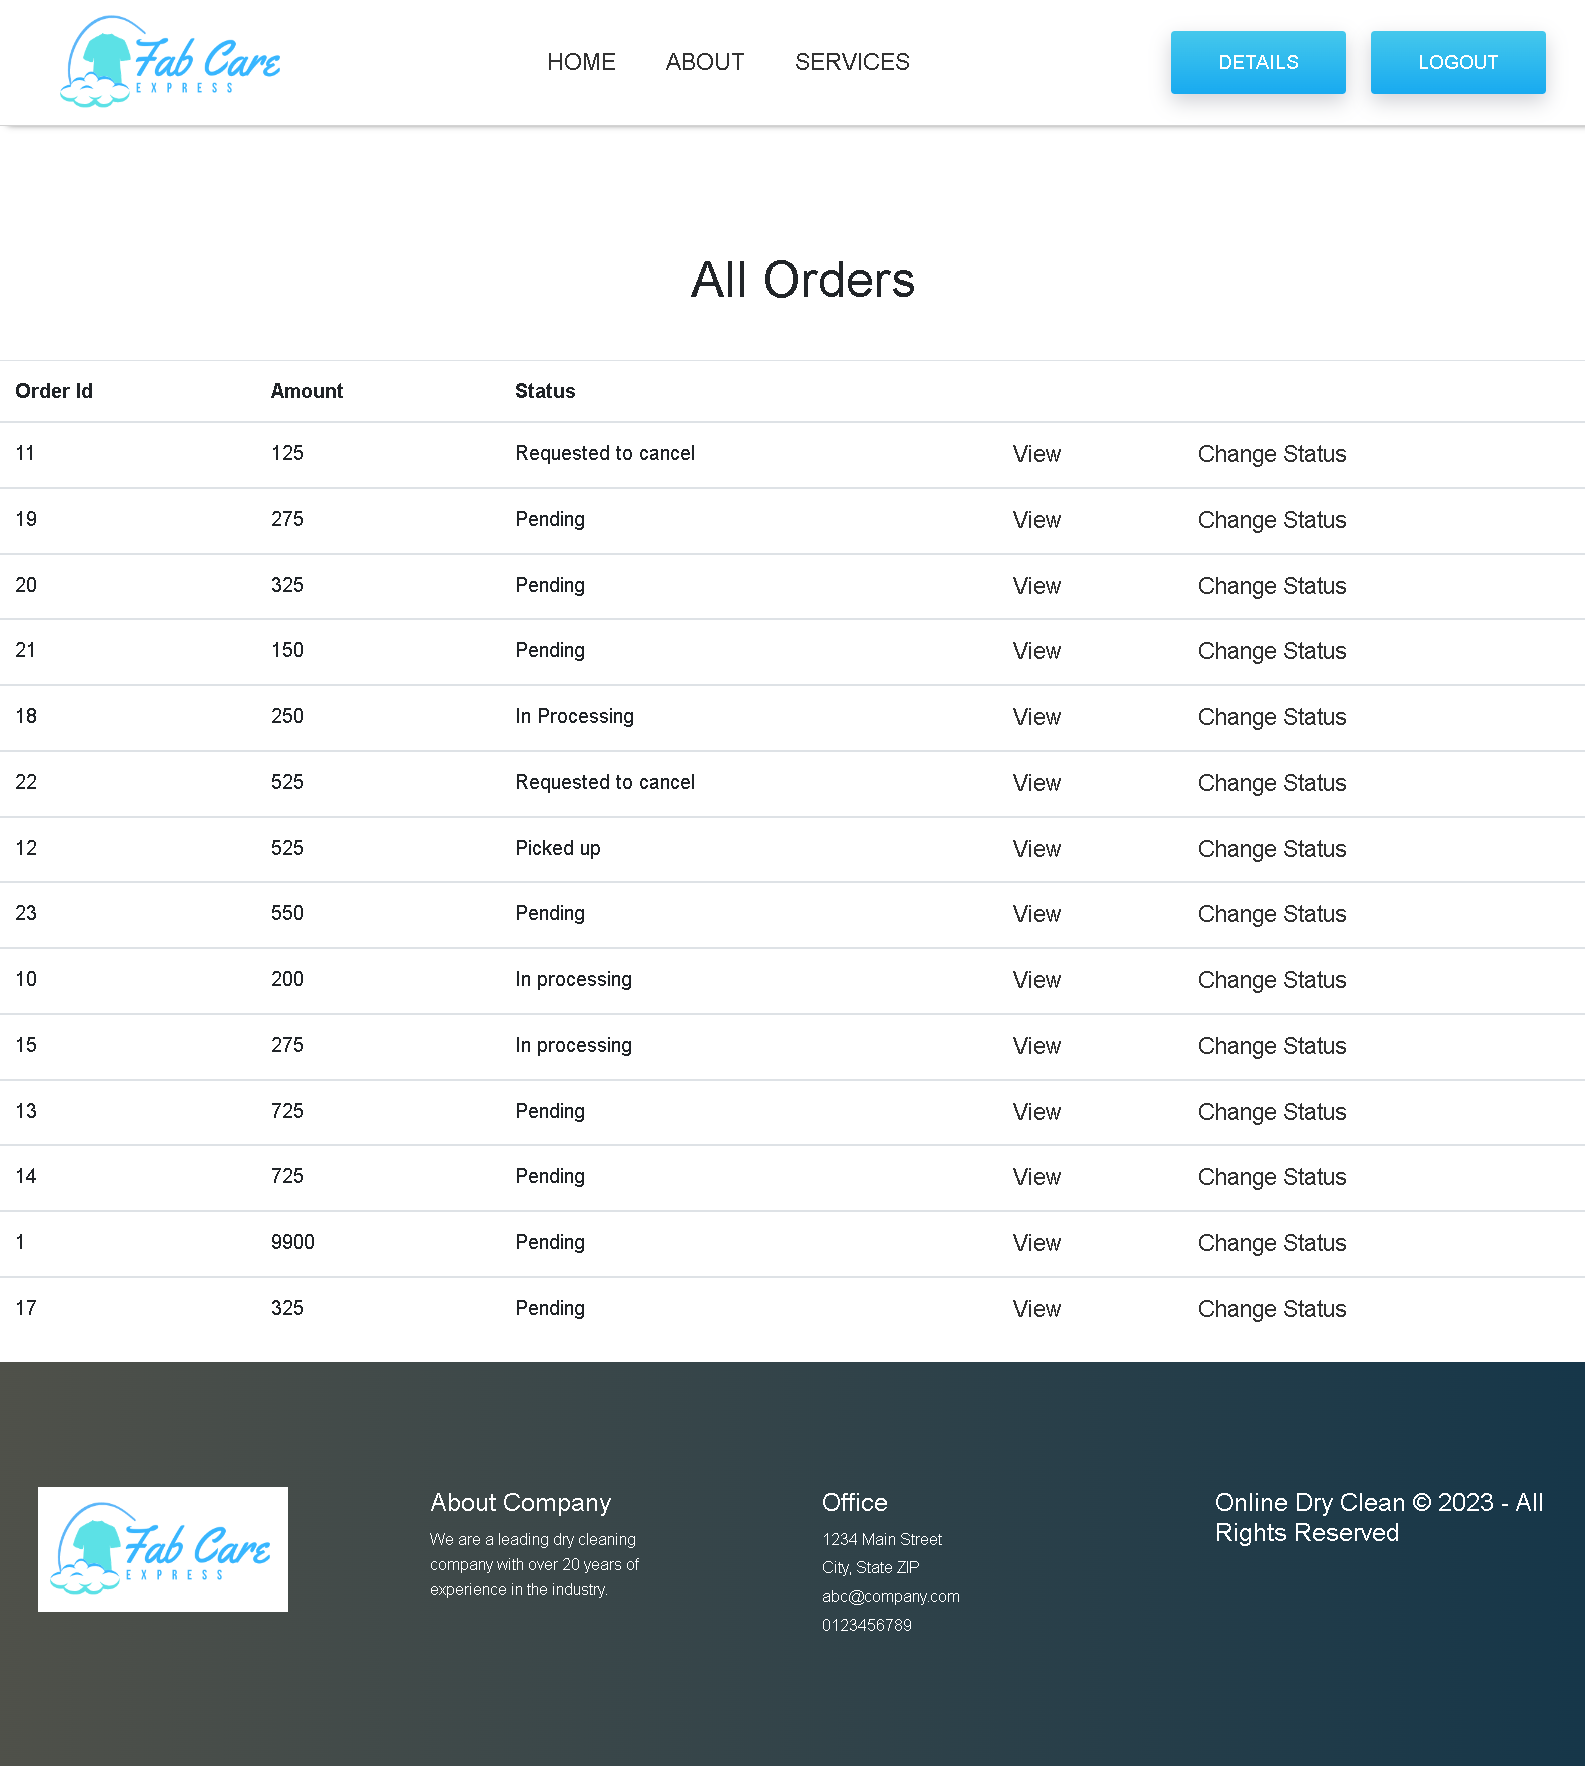 Fab Care
EXPRESS
HOME ABOUT SERVICES
DETAILS LOGOUT
All Orders
Order Id Amount Status
11 125 Requested to cancel View Change Status
19 275 Pending View Change Status
20 325 Pending View Change Status
21 150 Pending View Change Status
18 250 In Processing View Change Status
22 525 Requested to cancel View Change Status
12 525 Picked up View Change Status
23 550 Pending View Change Status
10 200 In processing View Change Status
15 275 In processing View Change Status
13 725 Pending View Change Status
14 725 Pending View Change Status
1 9900 Pending View Change Status
17 325 Pending View Change Status
Fab Care
EXPRESS
About Company
We are a leading dry cleaning
company with over 20 years of
experience in the industry.
Office
1234 Main Street
City, State ZIP
abc@company.com
0123456789
Online Dry Clean © 2023 - All
Rights Reserved